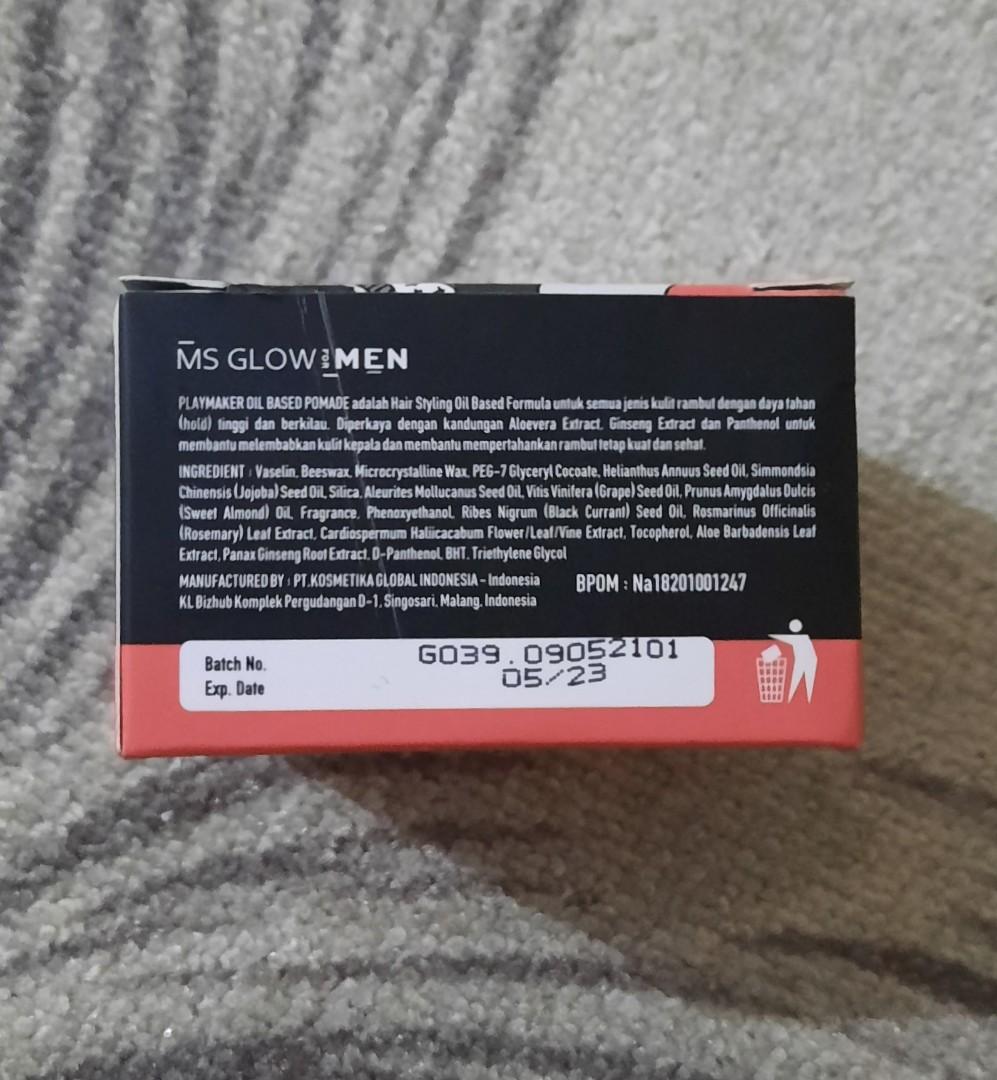 MS GLOW FOR MEN
PLAYMAKER OIL BASED POMADE adalah Hair Styling Oil Based Formula untuk semua jenis kulit rambut dengan daya tahan
(hold) tinggi dan berkilau. Diperkaya dengan kandungan Aloevera Extract, Ginseng Extract dan Panthenol untuk
membantu melembabkan kulit kepala dan membantu mempertahankan rambut tetap kuat dan sehat.
INGREDIENT : Vaselin, Beeswax, Microcrystalline Wax, PEG-7 Glyceryl Cocoate, Helianthus Annuus Seed Oil, Simmondsia
Chinensis (Jojoba) Seed Oil, Silica, Aleurites Mollucanus Seed Oil, Vitis Vinifera (Grape) Seed Oil, Prunus Amygdalus Dulcis
(Sweet Almond) Oil, Fragrance, Phenoxyethanol, Ribes Nigrum (Black Currant) Seed Oil, Rosmarinus Officinalis
(Rosemary) Leaf Extract, Cardiospermum Haliicacabum Flower/Leaf/Vine Extract, Tocopherol, Aloe Barbadensis Leaf
Extract, Panax Ginseng Root Extract, D-Panthenol, BHT, Triethylene Glycol
MANUFACTURED BY : PT.KOSMETIKA GLOBAL INDONESIA - Indonesia
KL Bizhub Komplek Pergudangan D-1, Singosari, Malang, Indonesia
BPOM : Na18201001247
Batch No. G039.09052101
Exp. Date 05/23